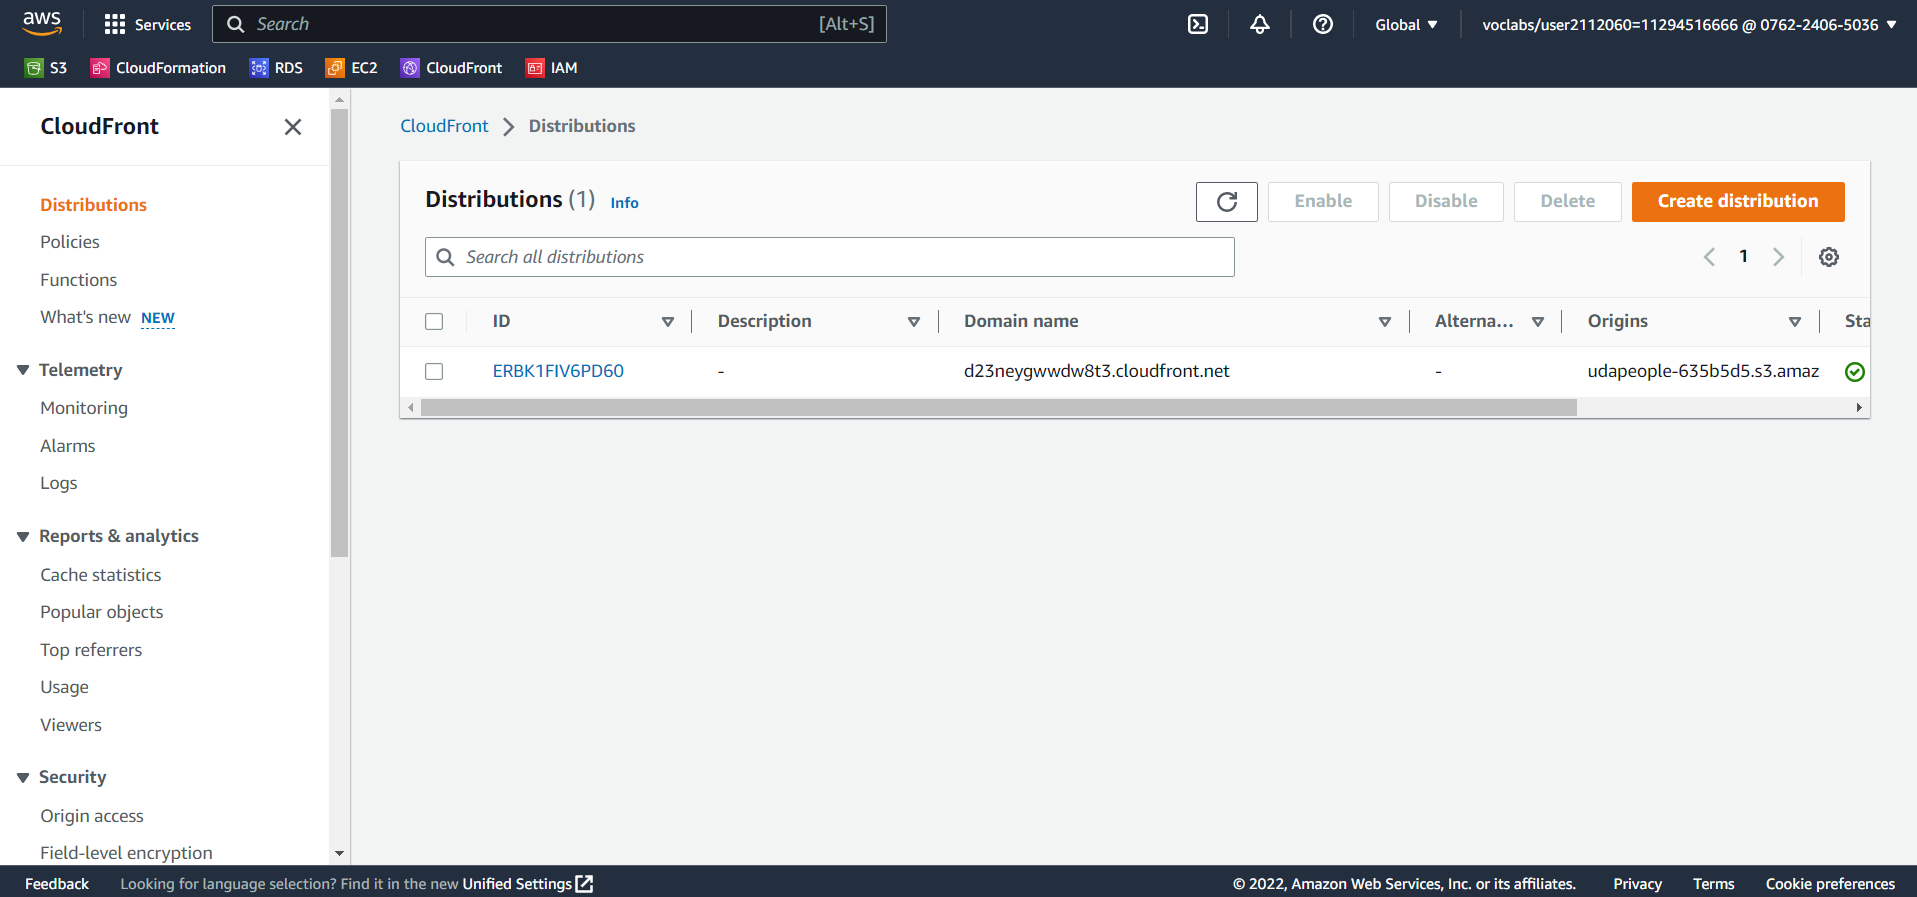 aws Services Search [Alt+S] Global voclabs/user2112060=11294516666 @ 0762-2406-5036
S3 CloudFormation RDS EC2 CloudFront IAM
CloudFront
Distributions
Policies
Functions
What's new NEW
Telemetry
Monitoring
Alarms
Logs
Reports & analytics
Cache statistics
Popular objects
Top referrers
Usage
Viewers
Security
Origin access
Field-level encryption
CloudFront Distributions
Distributions (1) Info Enable Disable Delete Create distribution
Search all distributions 1
ID Description Domain name Alterna... Origins Sta
ERBK1FIV6PD60 - d23neygwwdw8t3.cloudfront.net - udapeople-635b5d5.s3.amaz
Feedback Looking for language selection? Find it in the new Unified Settings © 2022, Amazon Web Services, Inc. or its affiliates. Privacy Terms Cookie preferences